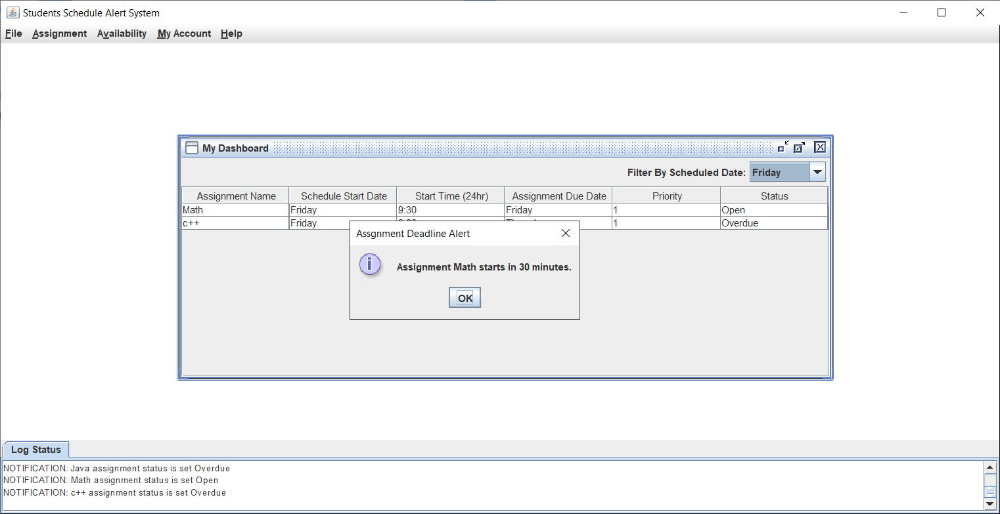 Students Schedule Alert System
File Assignment Availability My Account Help
My Dashboard
Filter By Scheduled Date: Friday
Assignment Name Schedule Start Date Start Time (24hr) Assignment Due Date Priority Status
Math Friday 9:30 Friday 1 Open
c++ Friday 1 Overdue
Assgnment Deadline Alert
i
Assignment Math starts in 30 minutes.
OK
Log Status
NOTIFICATION: Java assignment status is set Overdue
NOTIFICATION: Math assignment status is set Open
NOTIFICATION: c++ assignment status is set Overdue